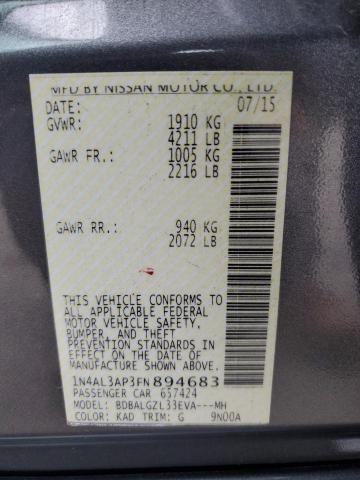 MFD BY NISSAN MOTOR CO., LTD.
DATE: 07/15
GVWR: 1910 KG
4211 LB
GAWR FR.: 1005 KG
2216 LB
GAWR RR.: 940 KG
2072 LB
THIS VEHICLE CONFORMS TO
ALL APPLICABLE FEDERAL
MOTOR VEHICLE SAFETY,
BUMPER, AND THEFT
PREVENTION STANDARDS
IN EFFECT ON THE DATE OF
MANUFACTURE SHOWN ABOVE.
1N4AL3AP3FN894683
PASSENGER CAR 657424
MODEL: BDBALGZL33EVA---MH
COLOR: KAD TRIM: G 9N00A